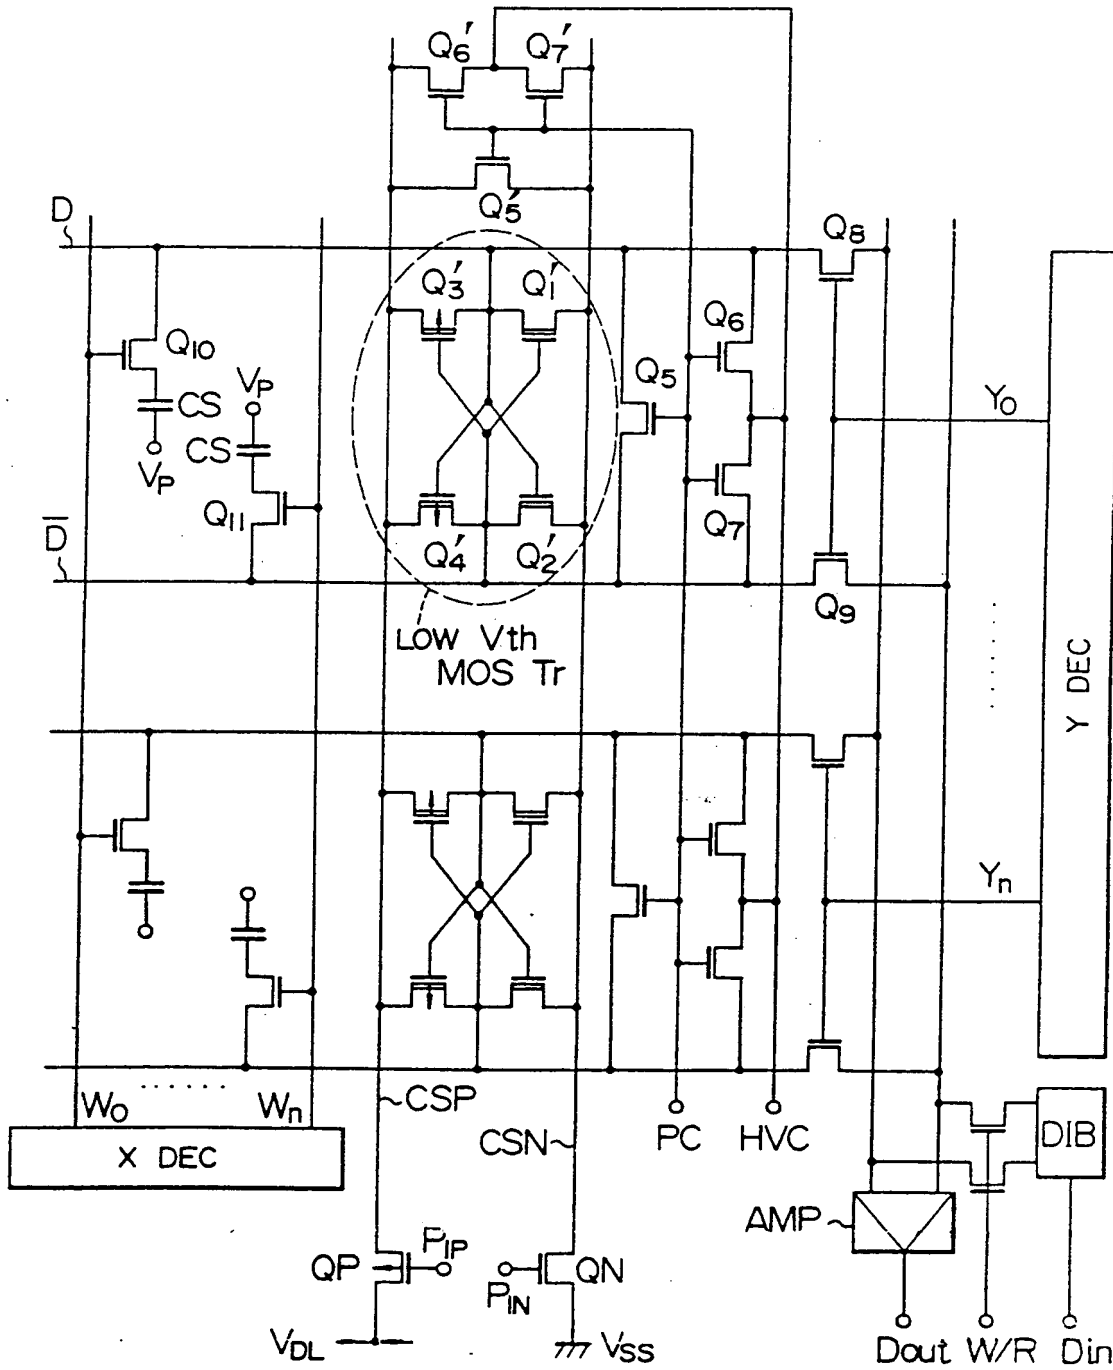 Q6' Q7'
Q5'
D
Q8
Q3' Q1'
Q6
Q10
Q5
VP
CS
Y0
CS
VP
Q11
Q7
D̅
Q4' Q2'
Q9
LOW Vth
MOS Tr
Y DEC
Yn
W0 ...... Wn
CSP
CSN
PC HVC
DIB
X DEC
AMP
QP
PIP
PIN
QN
VDL
VSS
Dout W/R Din